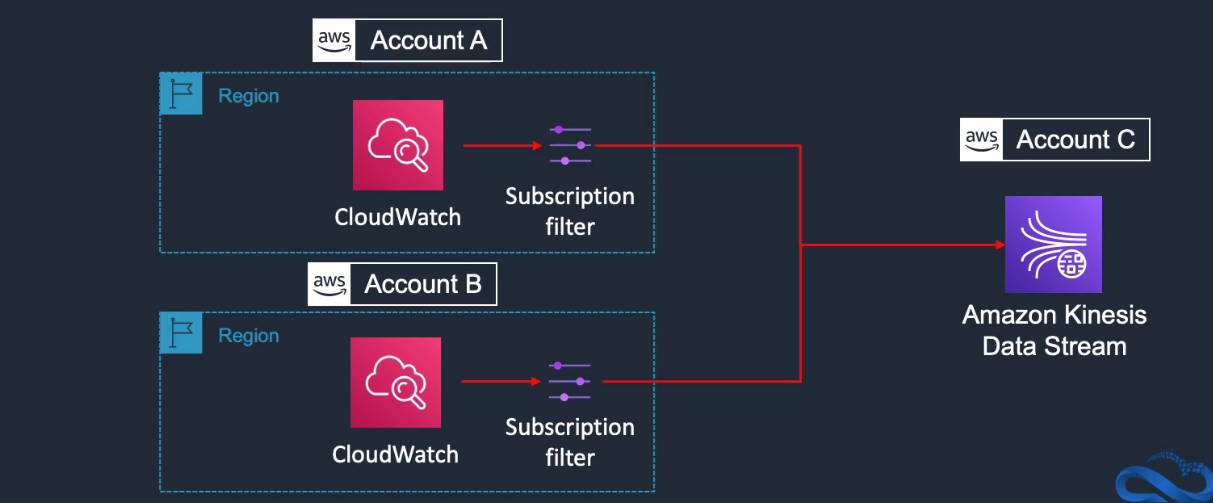 aws Account A
Region
CloudWatch
Subscription
filter
aws Account B
Region
CloudWatch
Subscription
filter
aws Account C
Amazon Kinesis
Data Stream